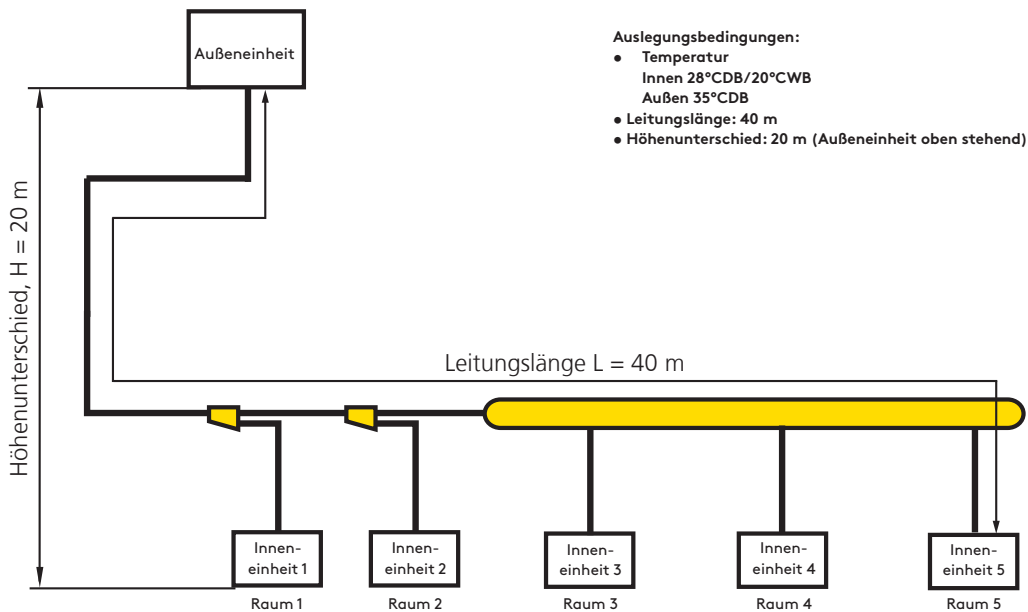 Außeneinheit
Auslegungsbedingungen:
● Temperatur
Innen 28°CDB/20°CWB
Außen 35°CDB
● Leitungslänge: 40 m
● Höhenunterschied: 20 m (Außeneinheit oben stehend)
Höhenunterschied, H = 20 m
Leitungslänge L = 40 m
Innen-
einheit 1
Raum 1
Innen-
einheit 2
Raum 2
Innen-
einheit 3
Raum 3
Innen-
einheit 4
Raum 4
Innen-
einheit 5
Raum 5